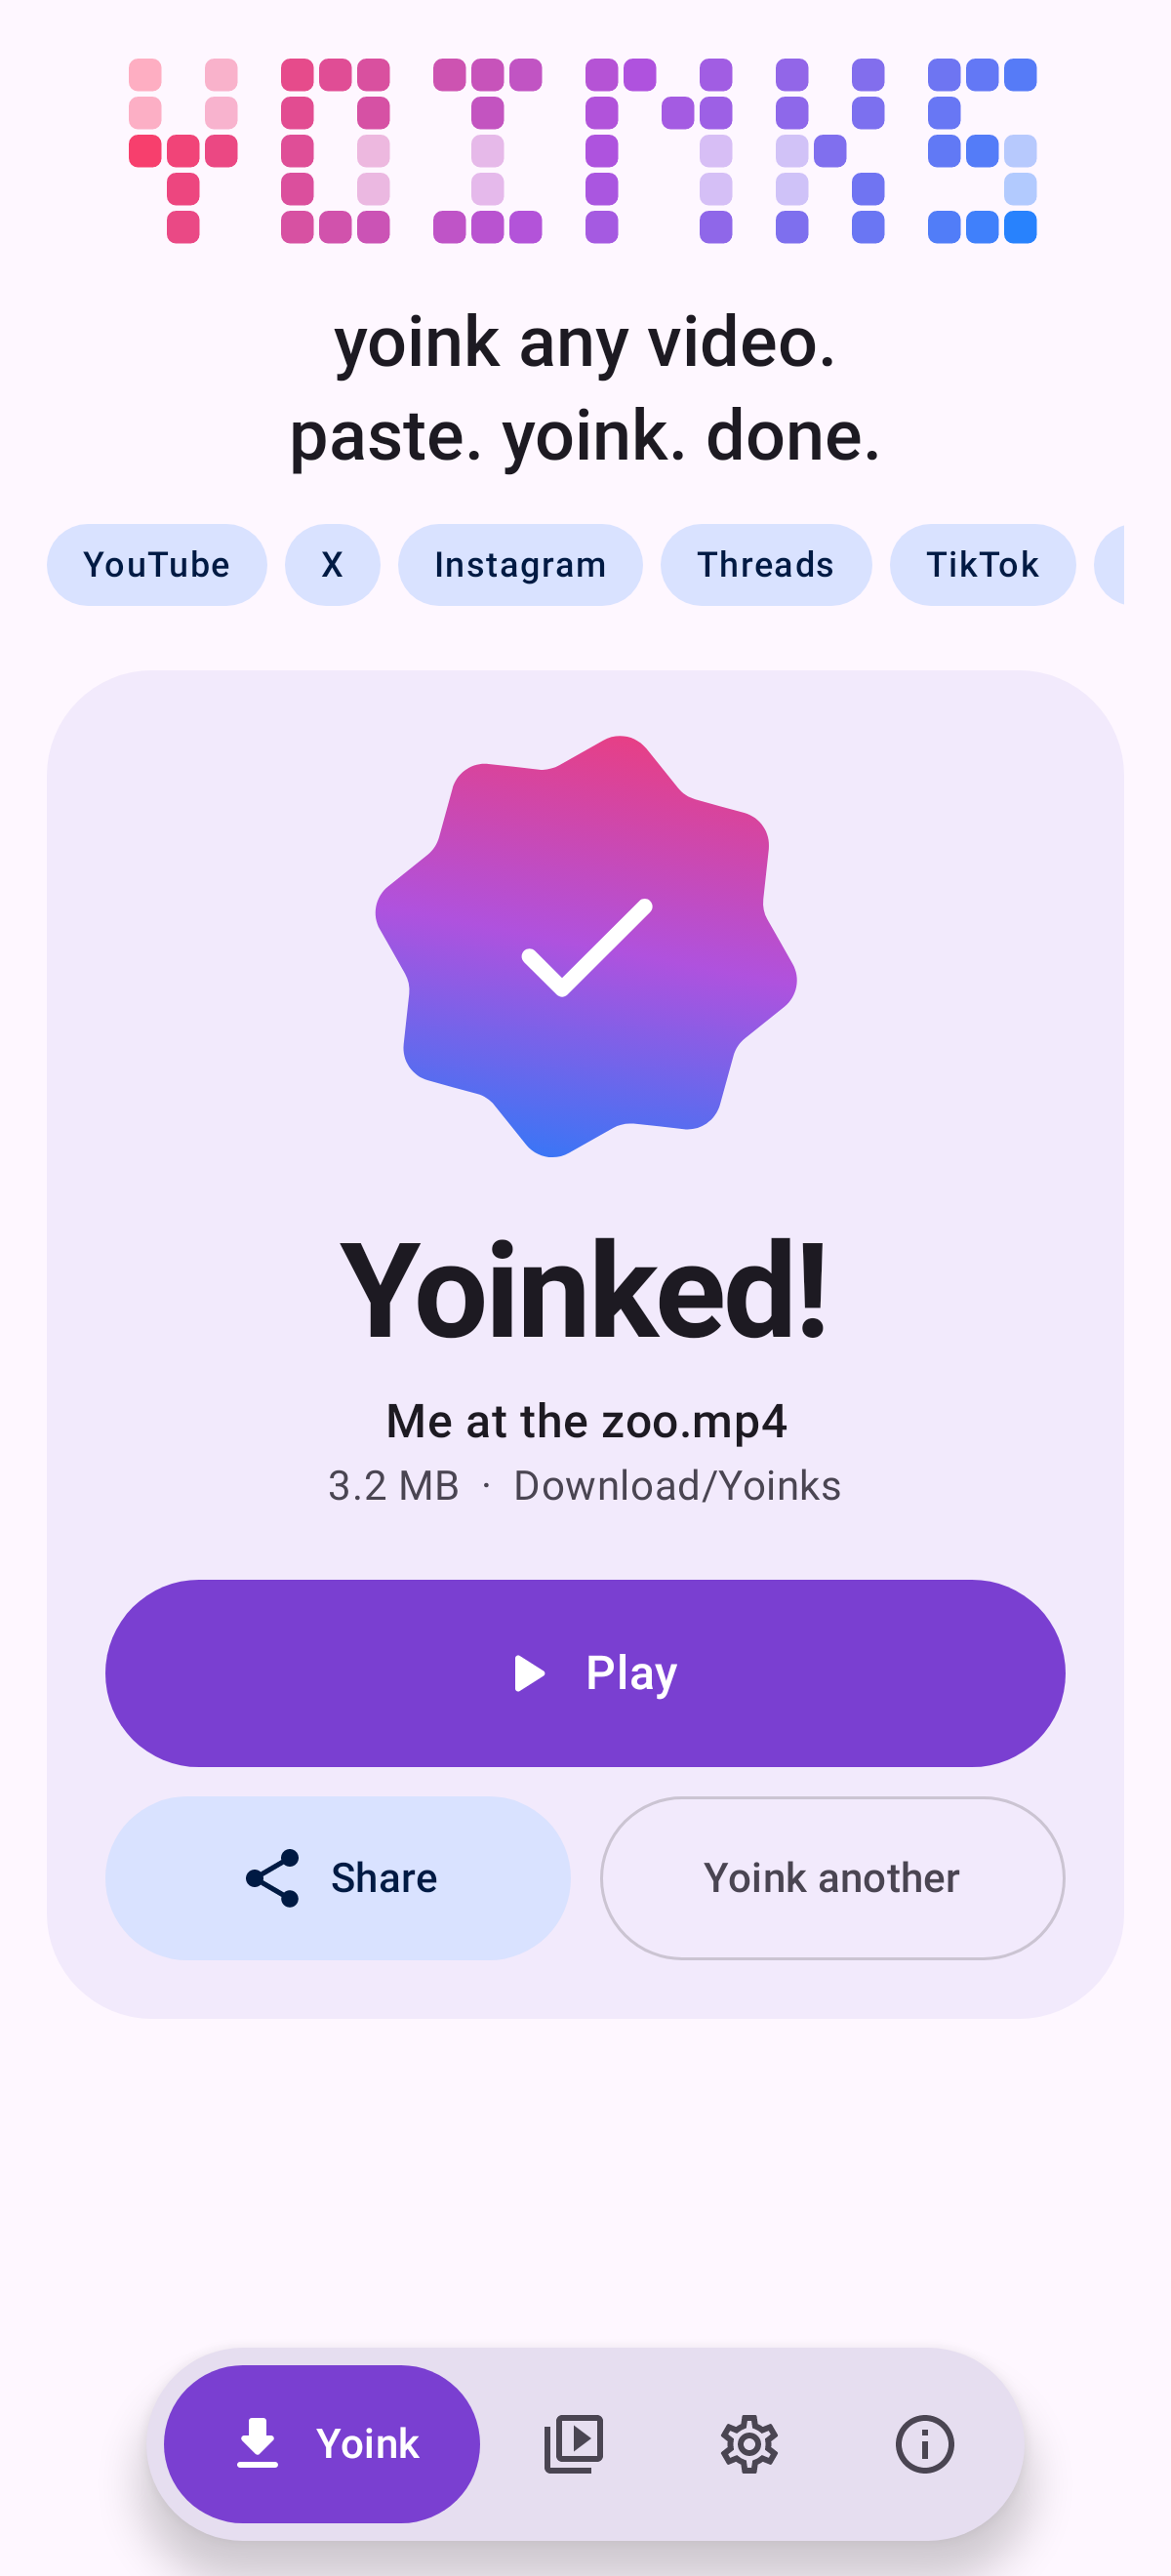 YOINKS
yoink any video.
paste. yoink. done.
YouTube X Instagram Threads TikTok
Yoinked!
Me at the zoo.mp4
3.2 MB · Download/Yoinks
Play
Share Yoink another
Yoink